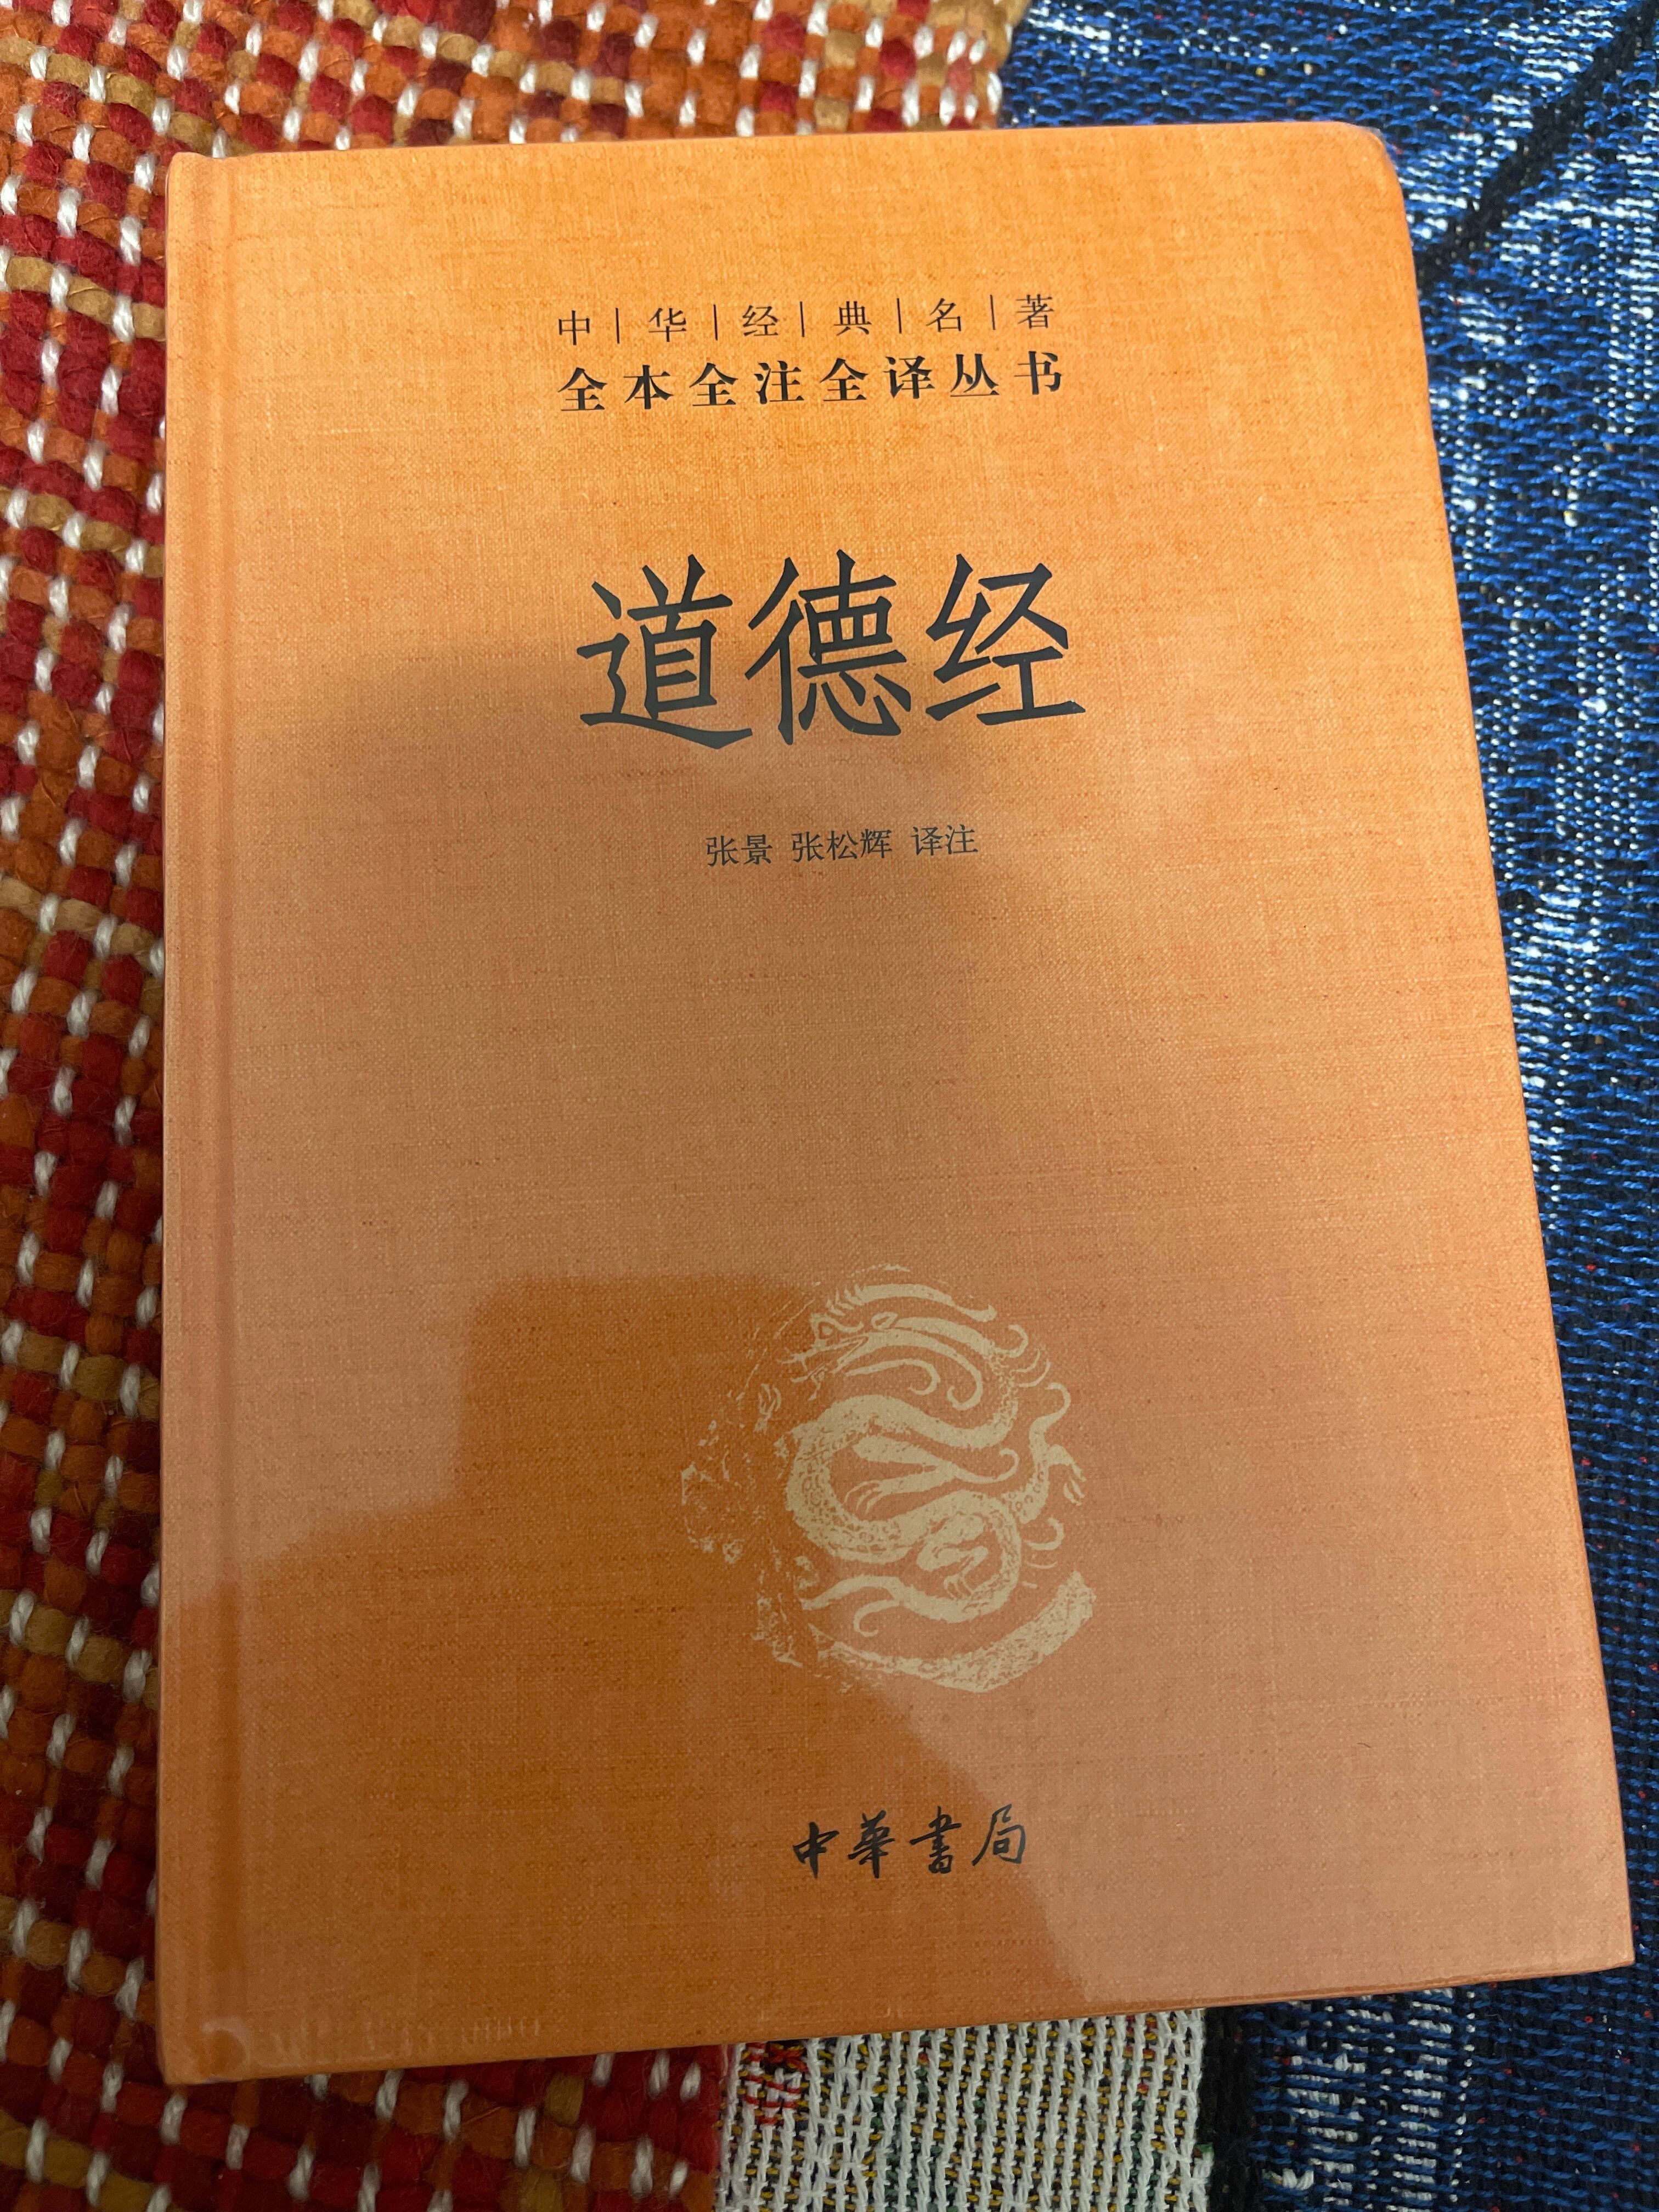 中|华|经|典|名|著
全本全注全译丛书
道德经
张景 张松辉 译注
中華書局